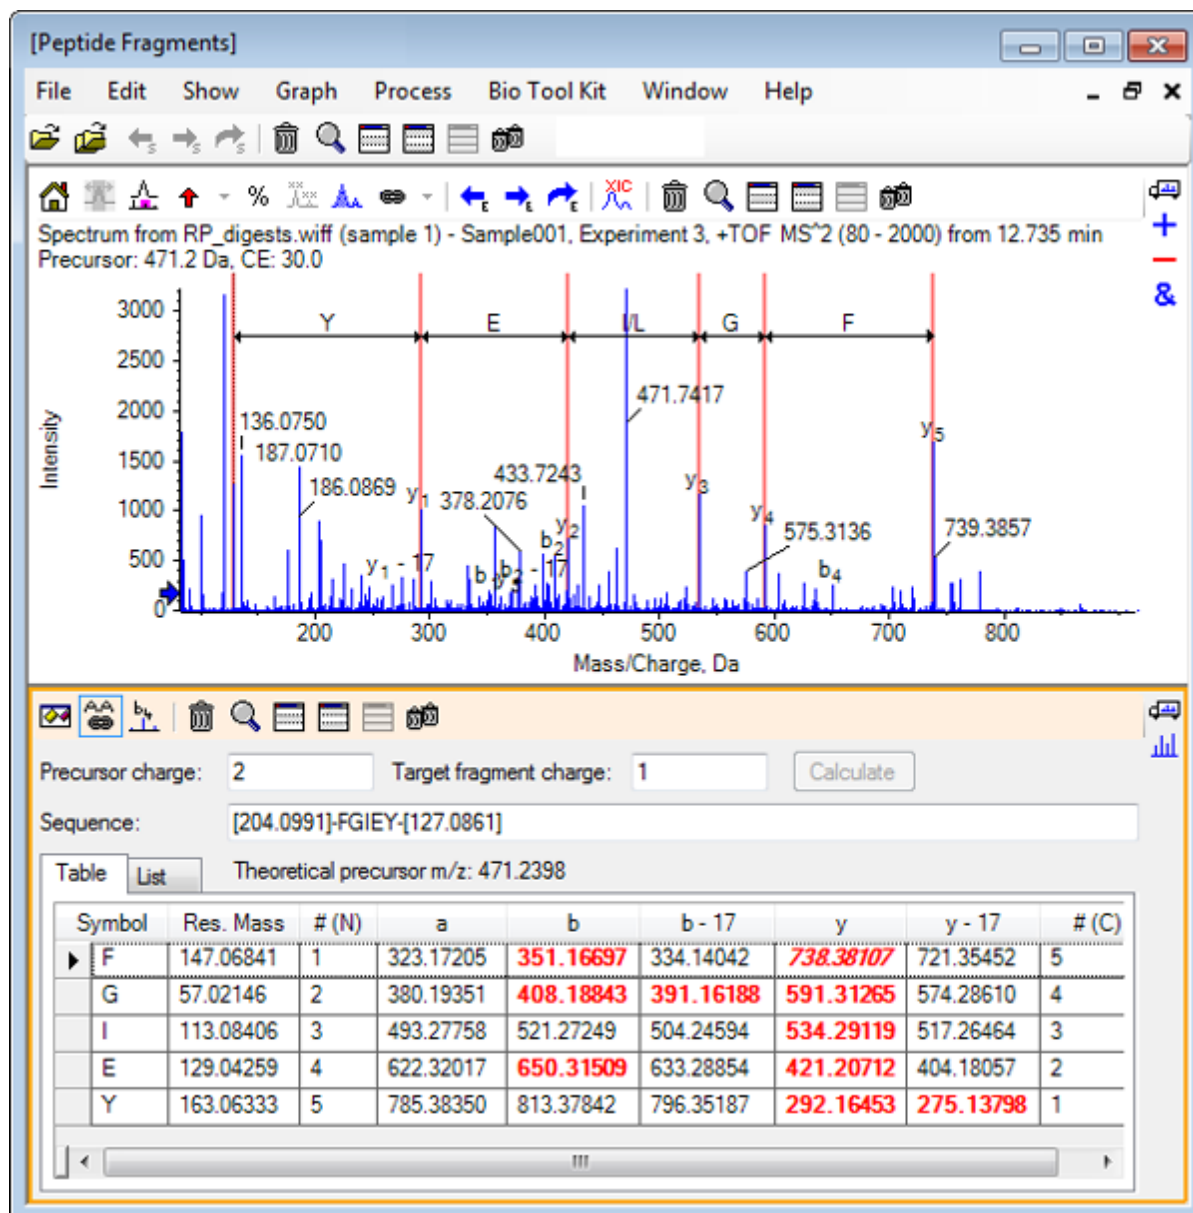 [Peptide Fragments]
File Edit Show Graph Process Bio Tool Kit Window Help
% XIC
Spectrum from RP_digests.wiff (sample 1) - Sample001, Experiment 3, +TOF MS^2 (80 - 2000) from 12.735 min
Precursor: 471.2 Da, CE: 30.0
3000
Y E I/L G F
2500
2000
471.7417
136.0750
y5
187.0710
433.7243
1500
186.0869
y1
378.2076
y3
1000
y2
y4
575.3136
739.3857
b2
500
y1 - 17
b2 - 17
b4
0
200 300 400 500 600 700 800
Intensity
Mass/Charge, Da
Precursor charge: 2 Target fragment charge: 1 Calculate
Sequence: [204.0991]-FGIEY-[127.0861]
Table List Theoretical precursor m/z: 471.2398
Symbol Res. Mass # (N) a b b - 17 y y - 17 # (C)
F 147.06841 1 323.17205 351.16697 334.14042 738.38107 721.35452 5
G 57.02146 2 380.19351 408.18843 391.16188 591.31265 574.28610 4
I 113.08406 3 493.27758 521.27249 504.24594 534.29119 517.26464 3
E 129.04259 4 622.32017 650.31509 633.28854 421.20712 404.18057 2
Y 163.06333 5 785.38350 813.37842 796.35187 292.16453 275.13798 1